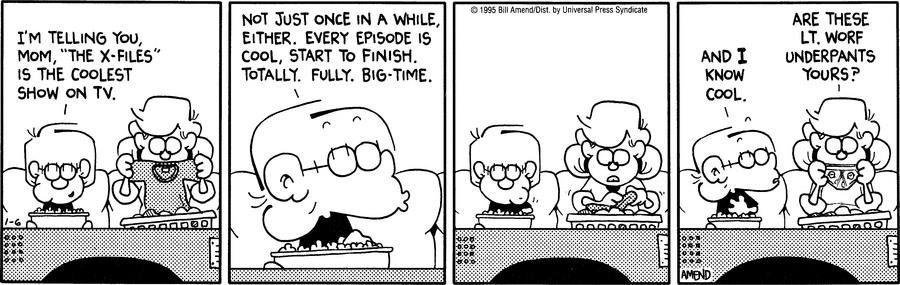 I'M TELLING YOU,
MOM, "THE X-FILES"
IS THE COOLEST
SHOW ON TV.
1-6
NOT JUST ONCE IN A WHILE,
EITHER. EVERY EPISODE IS
COOL, START TO FINISH.
TOTALLY. FULLY. BIG-TIME.
© 1995 Bill Amend/Dist. by Universal Press Syndicate
AND I
KNOW
COOL.
ARE THESE
LT. WORF
UNDERPANTS
YOURS?
AMEND